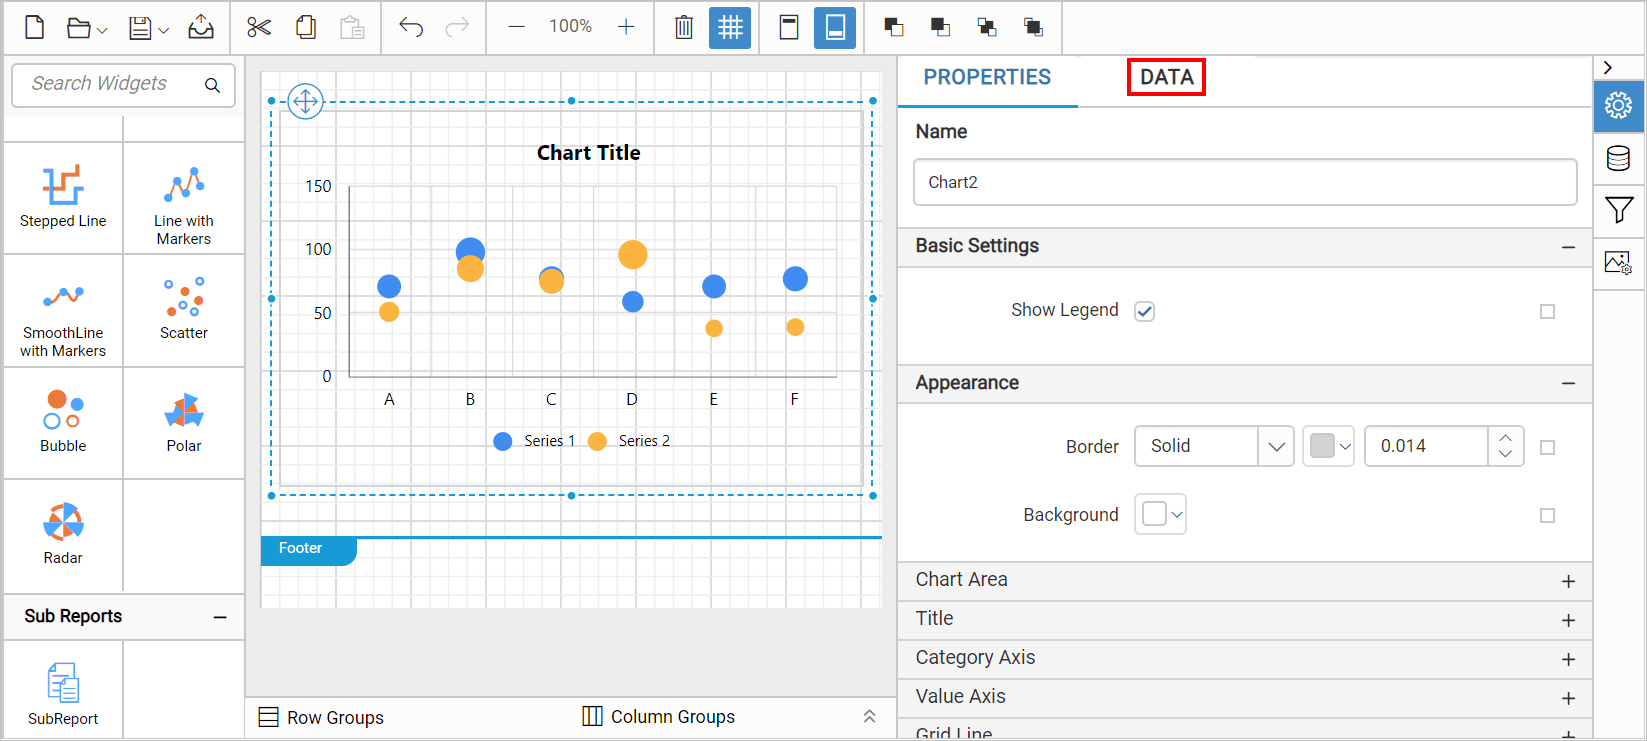 100%
Search Widgets
Stepped Line
Line with
Markers
SmoothLine
with Markers
Scatter
Bubble
Polar
Radar
Sub Reports
SubReport
Chart Title
150
100
50
0
A B C D E F
Series 1 Series 2
Footer
Row Groups
Column Groups
PROPERTIES DATA
Name
Chart2
Basic Settings
Show Legend
Appearance
Border Solid 0.014
Background
Chart Area
Title
Category Axis
Value Axis
Grid Line